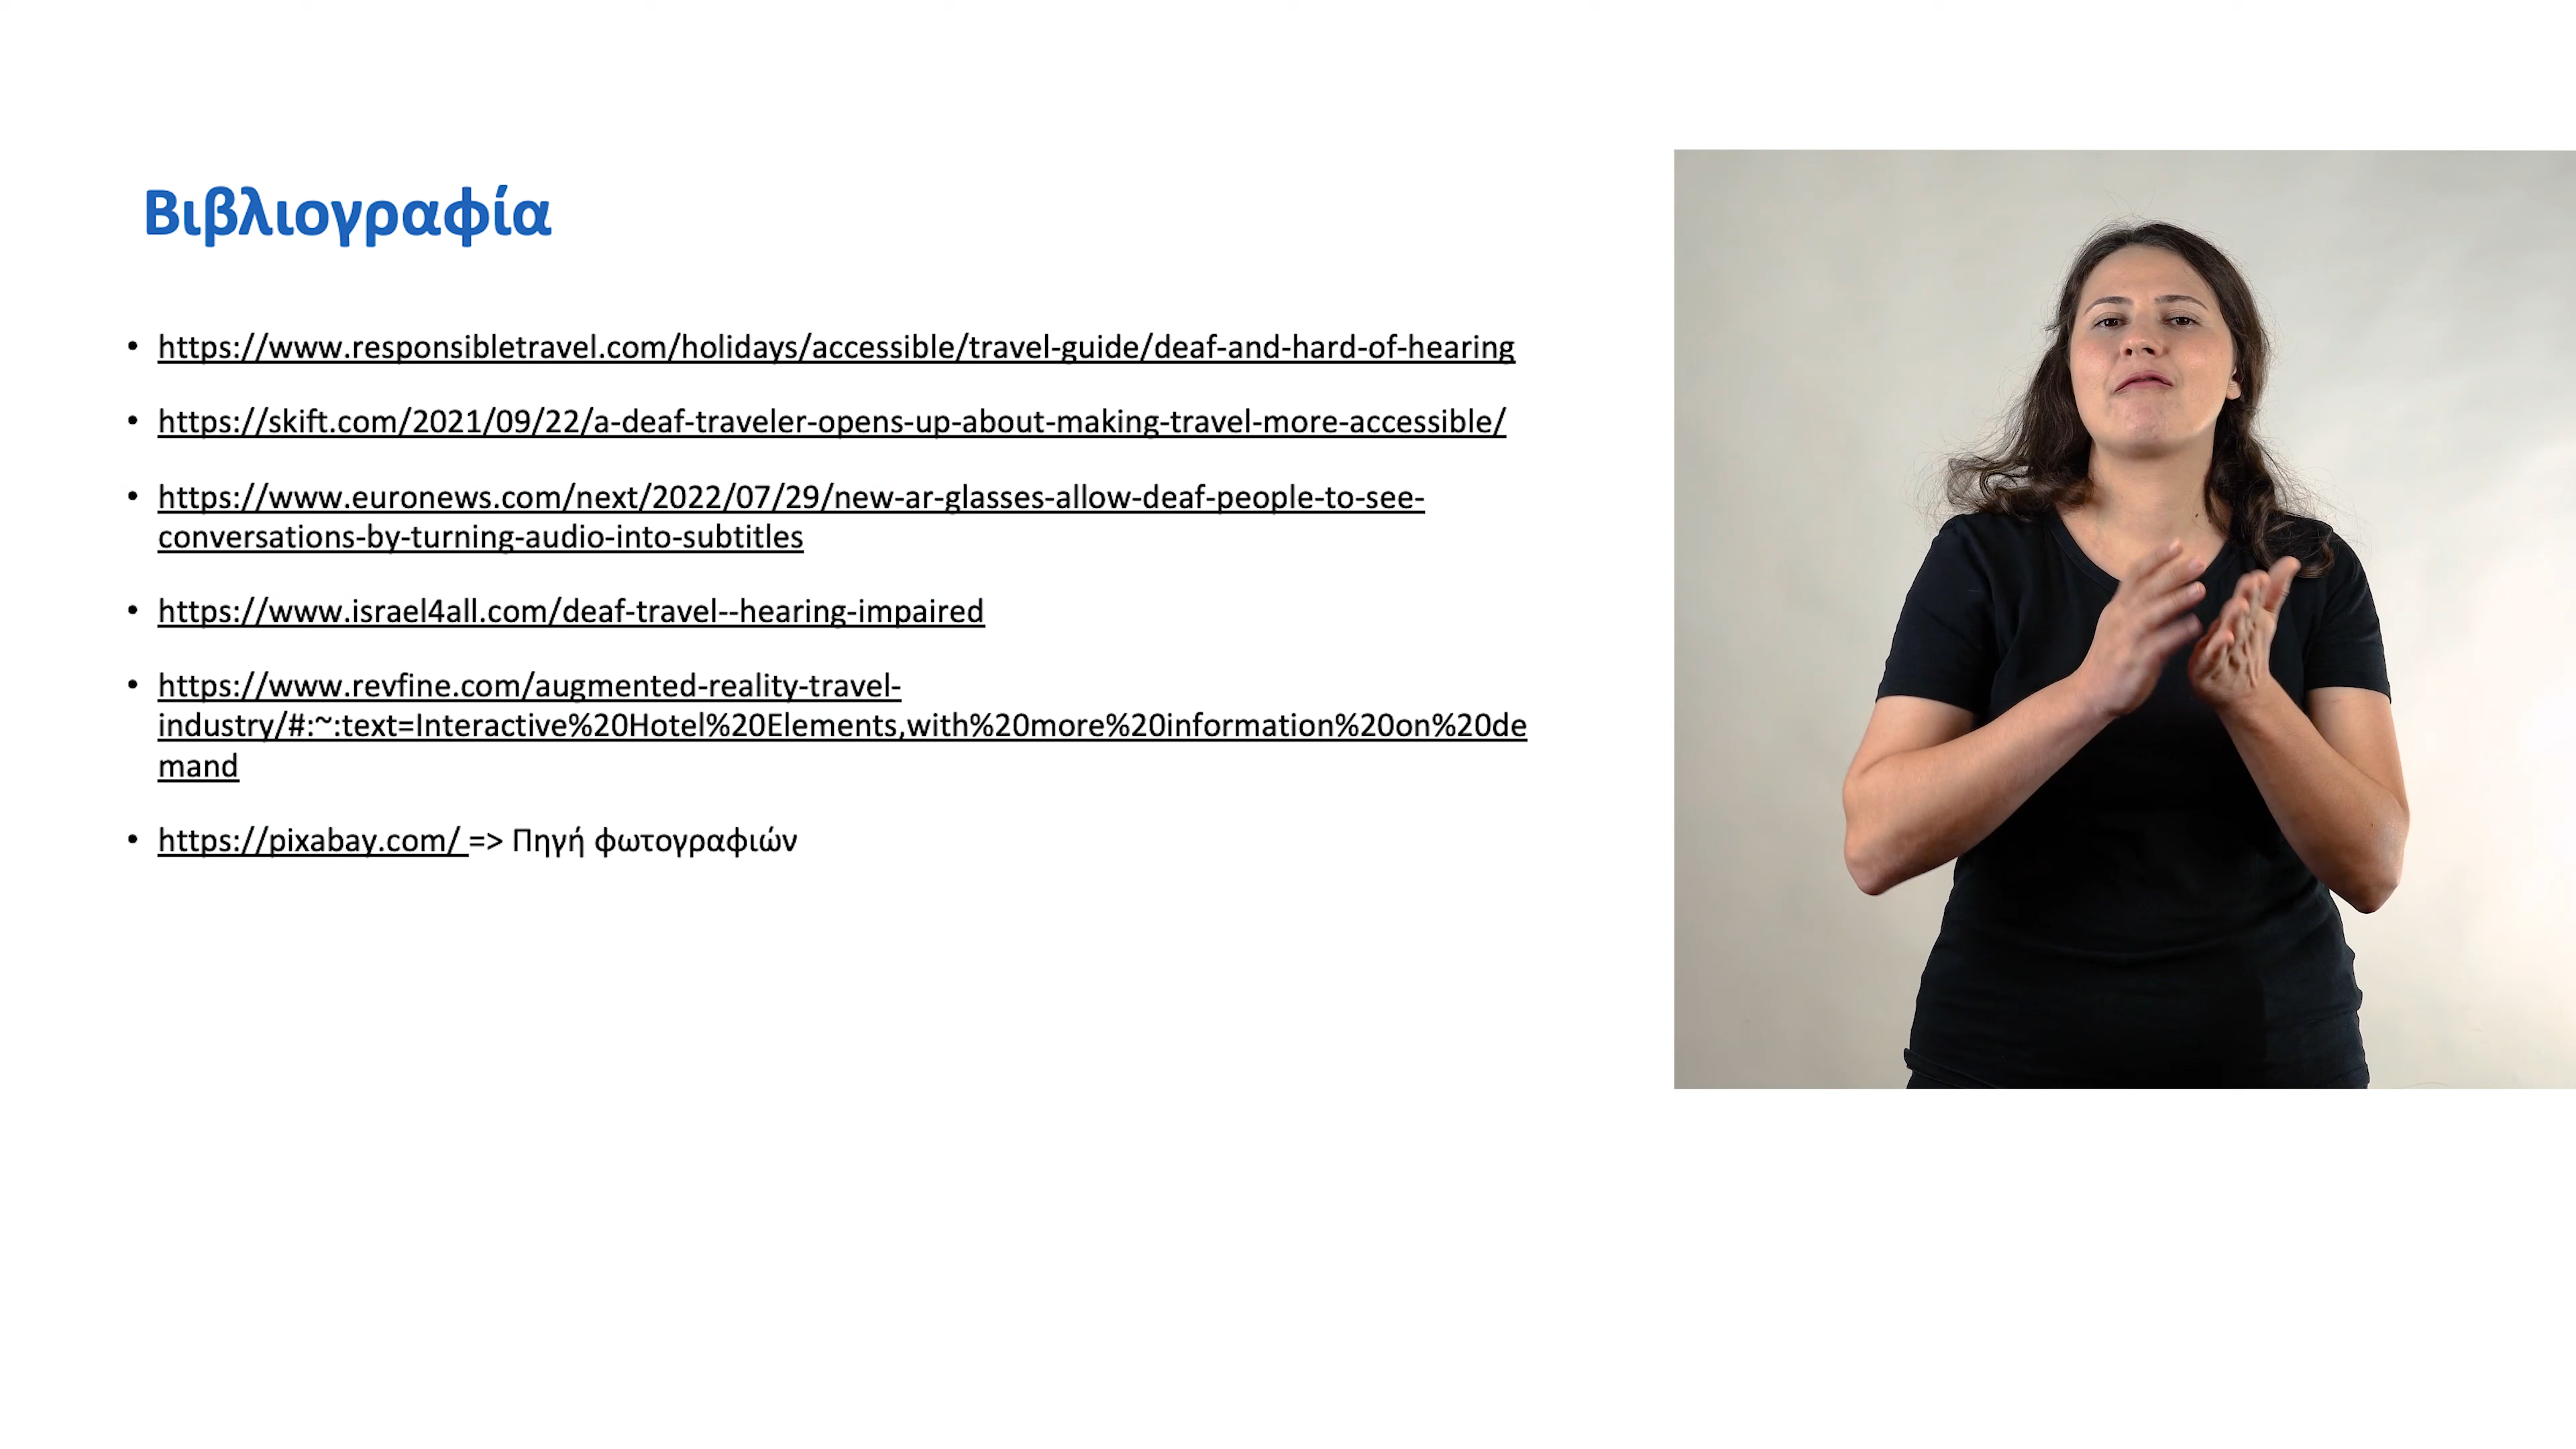 Βιβλιογραφία
• https://www.responsibletravel.com/holidays/accessible/travel-guide/deaf-and-hard-of-hearing
• https://skift.com/2021/09/22/a-deaf-traveler-opens-up-about-making-travel-more-accessible/
• https://www.euronews.com/next/2022/07/29/new-ar-glasses-allow-deaf-people-to-see-
conversations-by-turning-audio-into-subtitles
• https://www.israel4all.com/deaf-travel--hearing-impaired
• https://www.revfine.com/augmented-reality-travel-
industry/#:~:text=Interactive%20Hotel%20Elements,with%20more%20information%20on%20de
mand
• https://pixabay.com/ => Πηγή φωτογραφιών